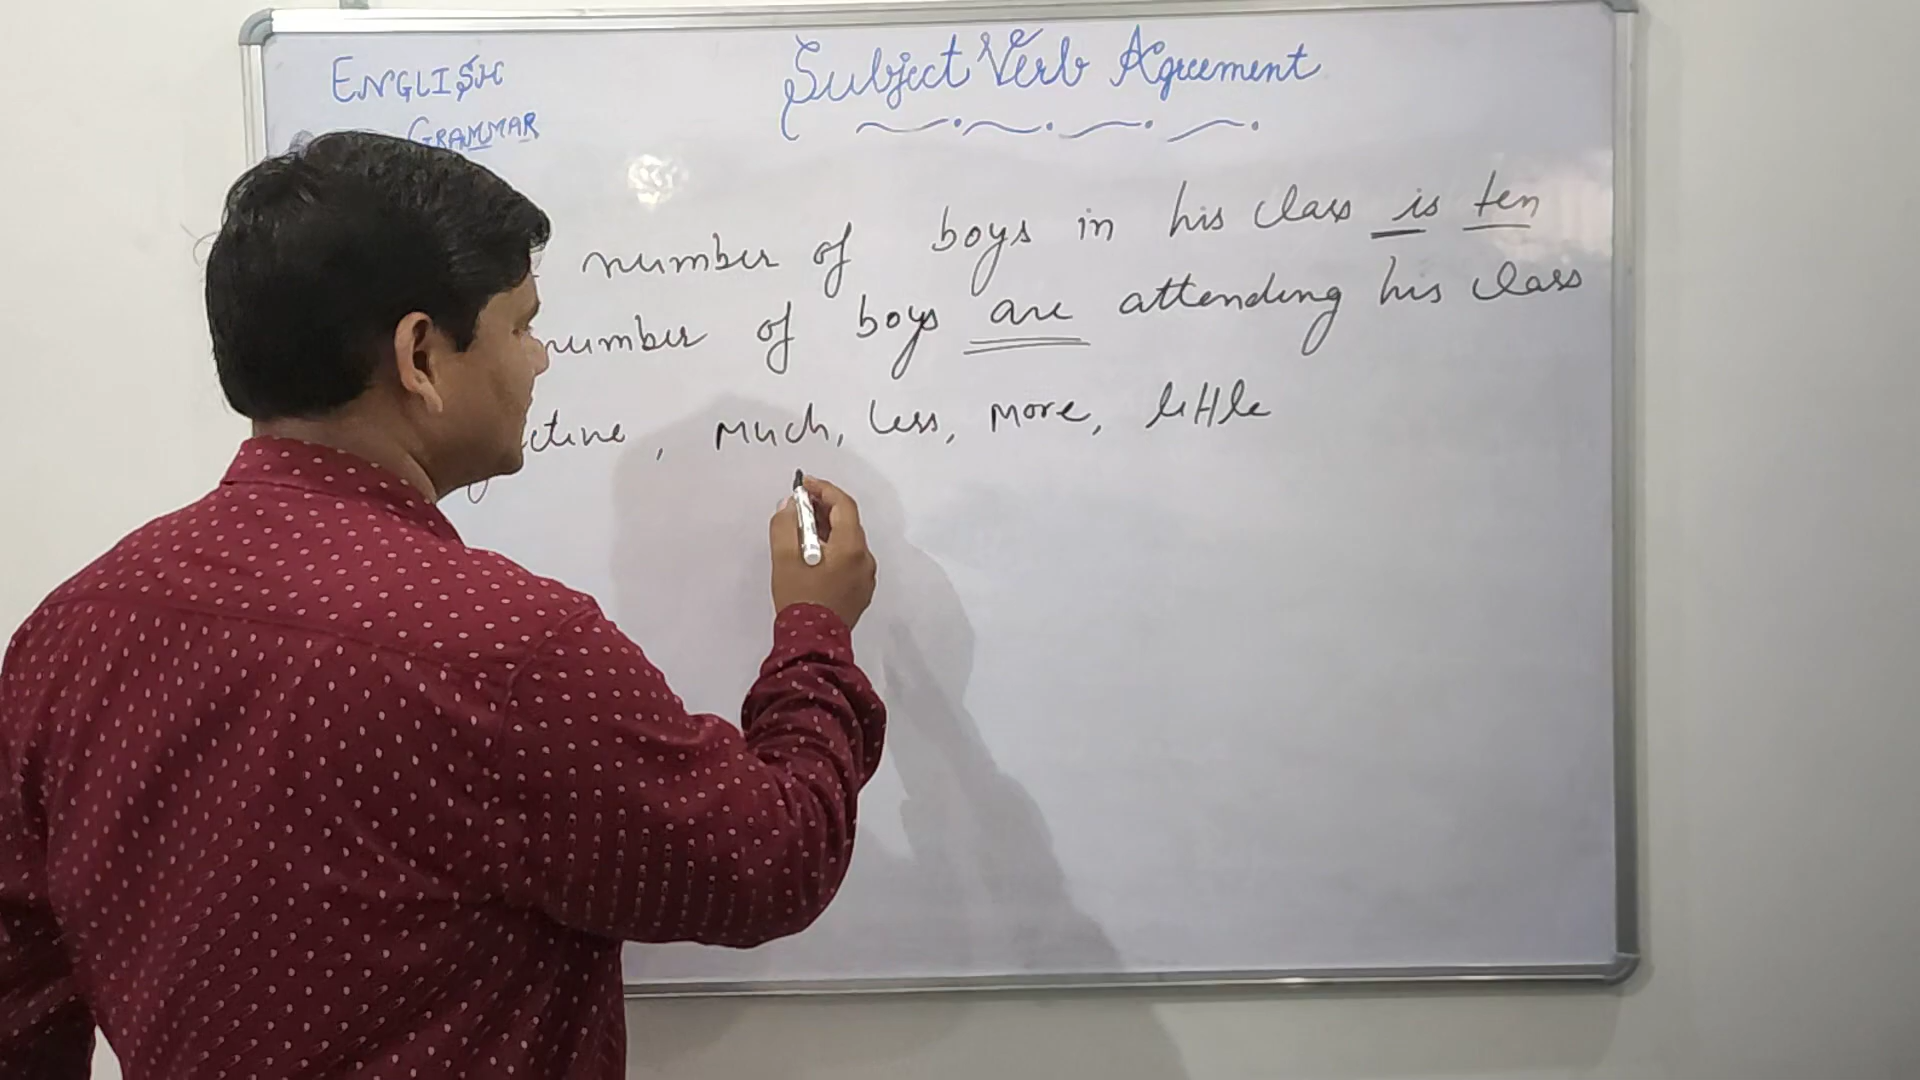 ENGLISH
GRAMMAR
Subject Verb Agreement
number of boys in his class is ten
number of boys are attending his class
ctive, Much, less, More, little